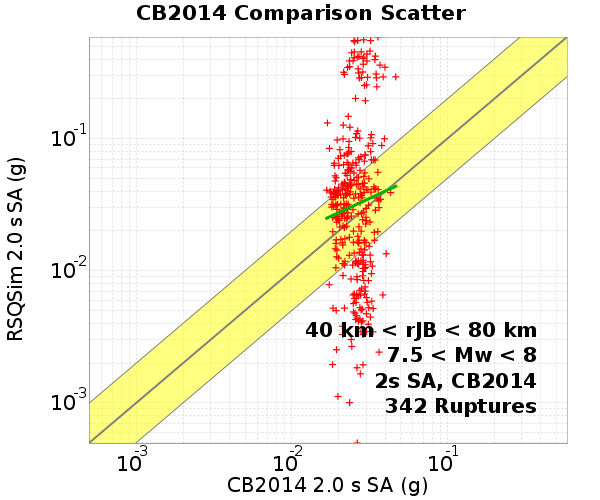 CB2014 Comparison Scatter
RSQSim 2.0 s SA (g)
10-1
10-2
10-3
40 km < rJB < 80 km
7.5 < Mw < 8
2s SA, CB2014
342 Ruptures
10-3 10-2 10-1
CB2014 2.0 s SA (g)